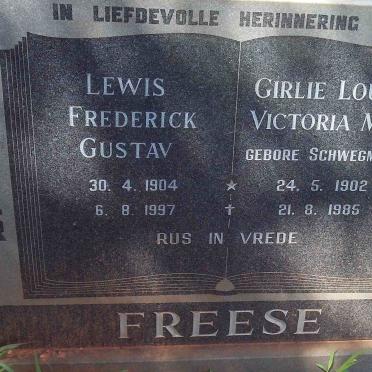 IN LIEFDEVOLLE HERINNERING
LEWIS
FREDERICK
GUSTAV
30. 4. 1904
6. 8. 1997
GIRLIE
VICTORIA
GEBORE
24. 5. 1902
21. 8. 1985
RUS IN VREDE
FREESE